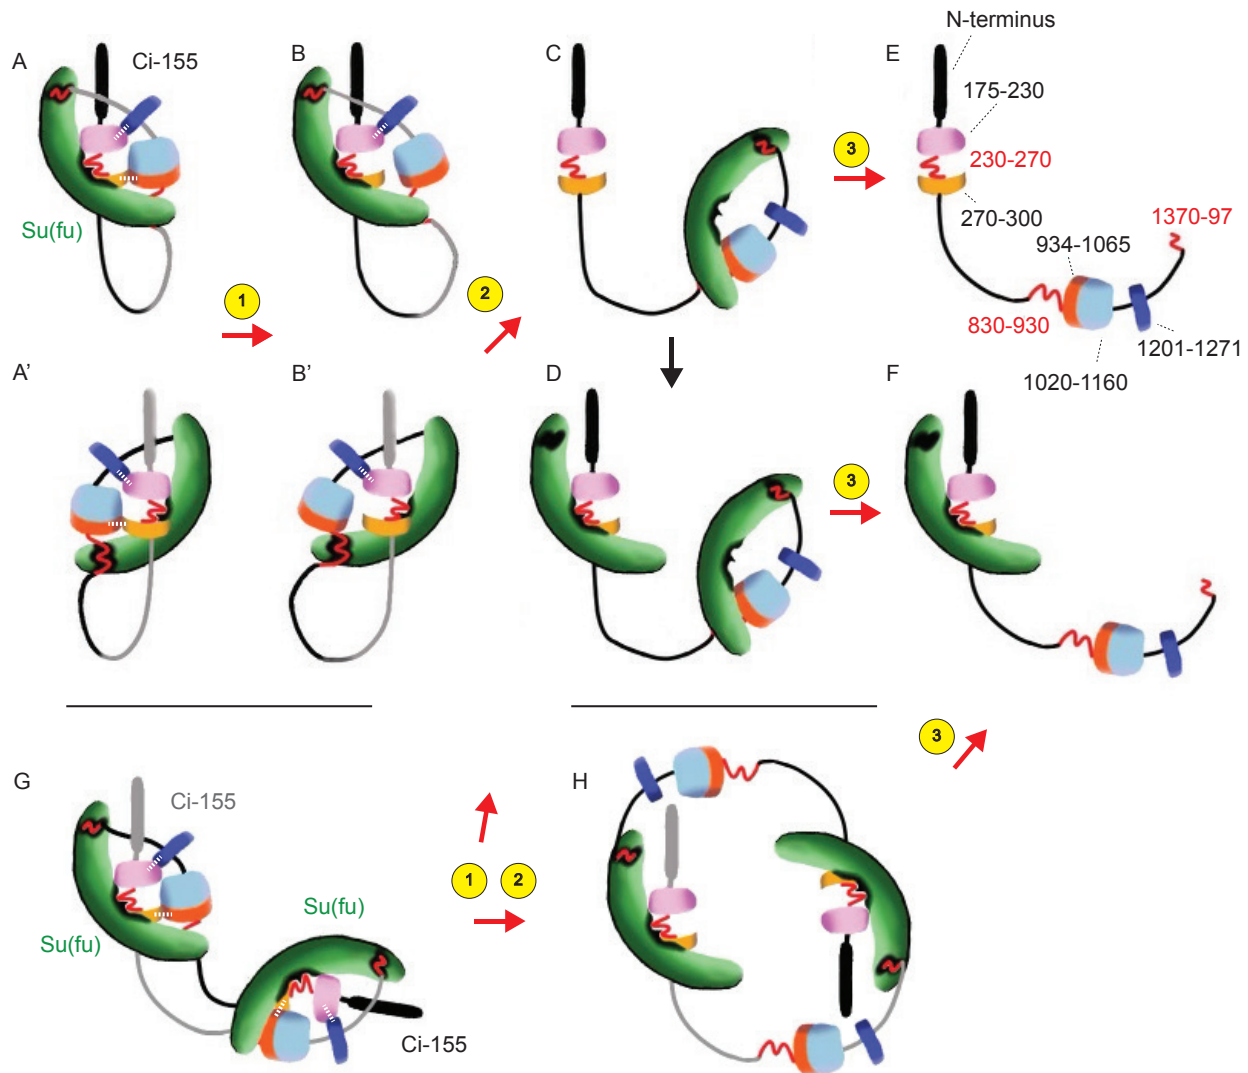 N-terminus
A
Ci-155
B
C
E
175-230
3
230-270
Su(fu)
270-300
1370-97
934-1065
1
2
830-930
1201-1271
1020-1160
A'
B'
D
F
3
3
G
Ci-155
H
1 2
Su(fu)
Su(fu)
Ci-155